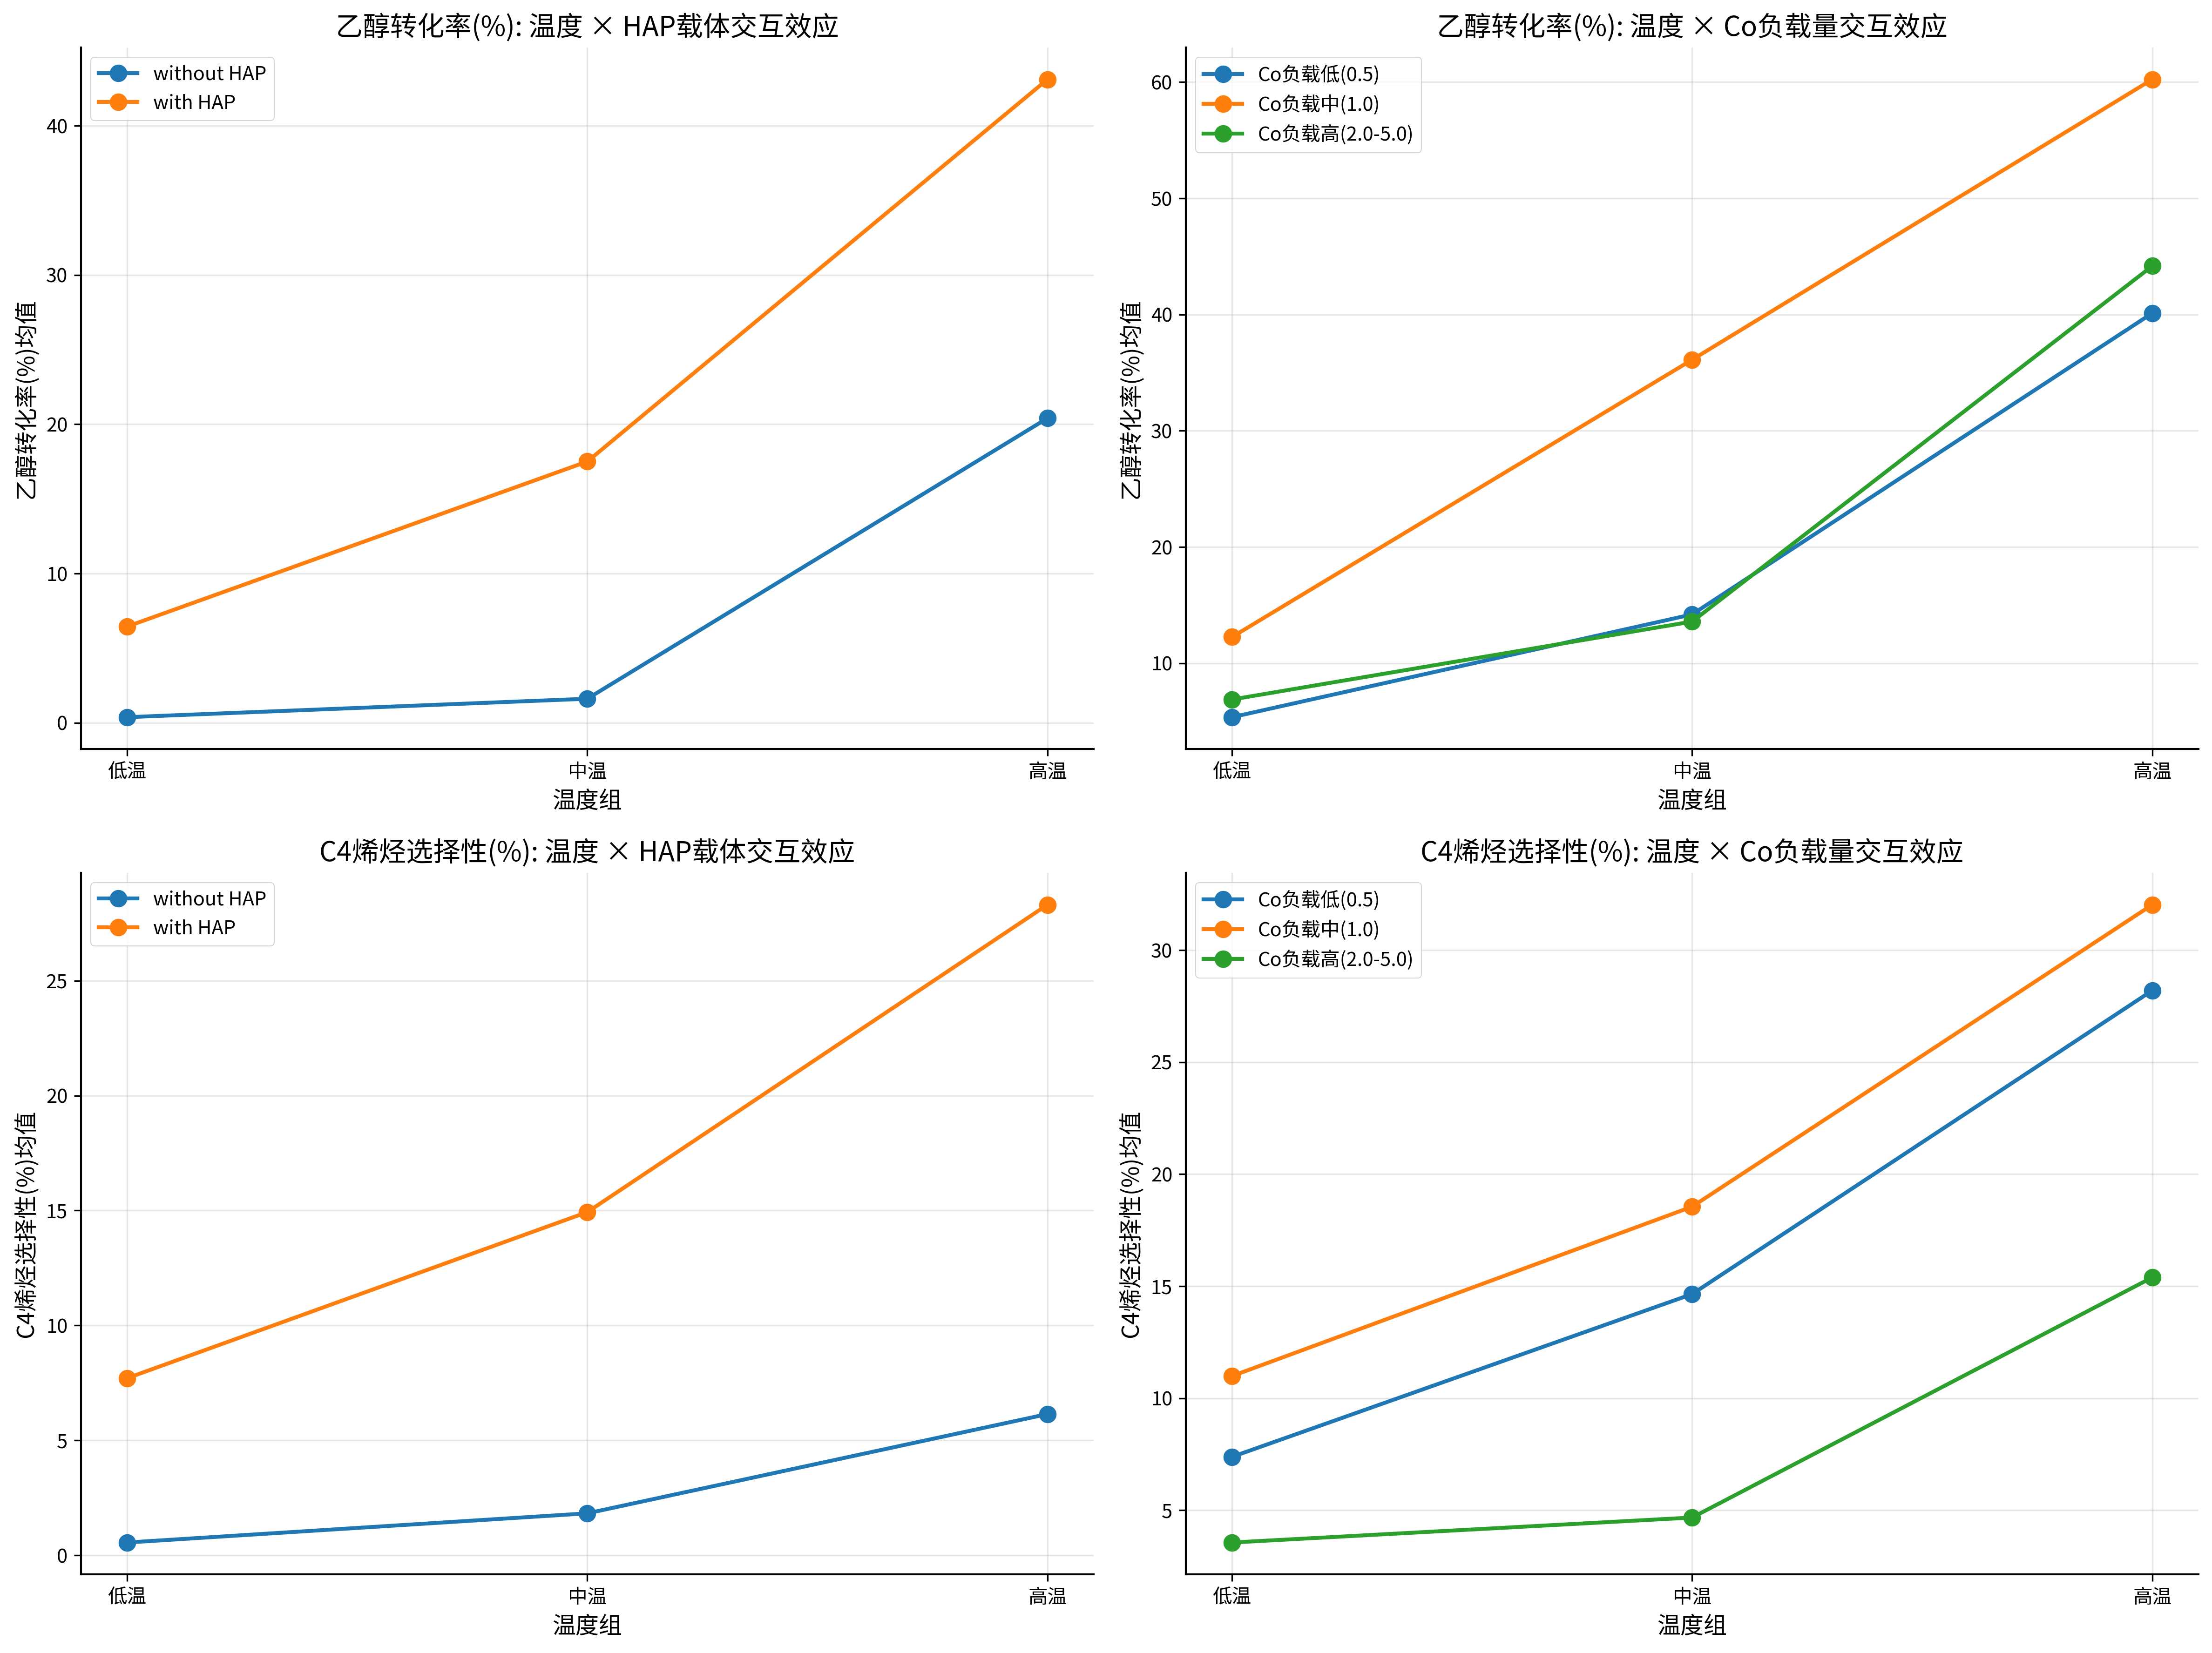 乙醇转化率(%): 温度 × HAP载体交互效应
without HAP
with HAP
40
30
20
10
0
乙醇转化率(%)均值
低温
中温
高温
温度组
乙醇转化率(%): 温度 × Co负载量交互效应
Co负载低(0.5)
Co负载中(1.0)
Co负载高(2.0-5.0)
60
50
40
30
20
10
乙醇转化率(%)均值
低温
中温
高温
温度组
C4烯烃选择性(%): 温度 × HAP载体交互效应
without HAP
with HAP
25
20
15
10
5
0
C4烯烃选择性(%)均值
低温
中温
高温
温度组
C4烯烃选择性(%): 温度 × Co负载量交互效应
Co负载低(0.5)
Co负载中(1.0)
Co负载高(2.0-5.0)
30
25
20
15
10
5
C4烯烃选择性(%)均值
低温
中温
高温
温度组